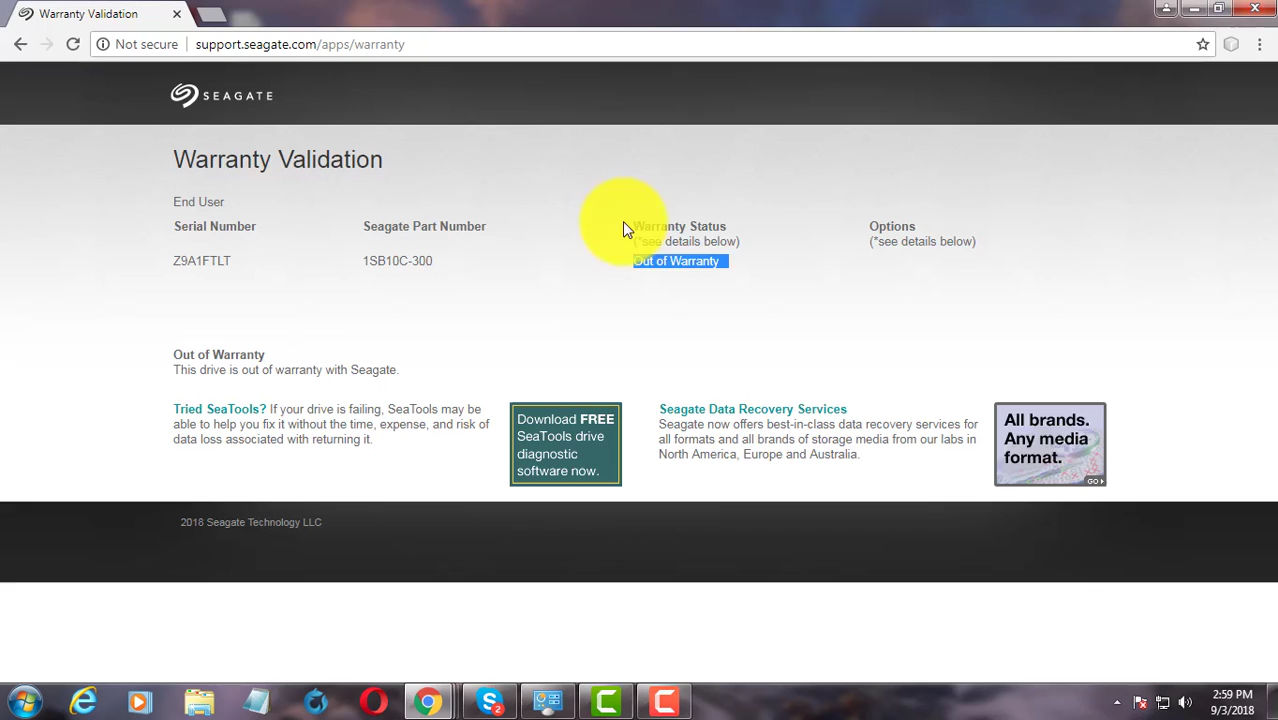 Warranty Validation
Not secure
support.seagate.com/apps/warranty
SEAGATE
Warranty Validation
End User
Serial Number
Seagate Part Number
Warranty Status
Options
(*see details below)
(*see details below)
Z9A1FTLT
1SB10C-300
Out of Warranty
Out of Warranty
This drive is out of warranty with Seagate.
Tried SeaTools? If your drive is failing, SeaTools may be
able to help you fix it without the time, expense, and risk of
data loss associated with returning it.
Download FREE
SeaTools drive
diagnostic
software now.
Seagate Data Recovery Services
Seagate now offers best-in-class data recovery services for
all formats and all brands of storage media from our labs in
North America, Europe and Australia.
All brands.
Any media
format.
GO
2018 Seagate Technology LLC
2
2:59 PM
9/3/2018